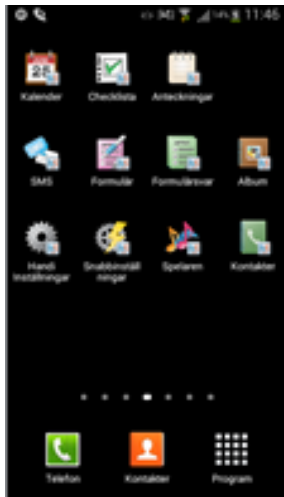 11:46
Kalender
Checklista
Anteckningar
SMS
Formulär
Formulärsvar
Album
Handi
Inställningar
Snabbinställ
ningar
Spelaren
Kontakter
Telefon
Kontakter
Program